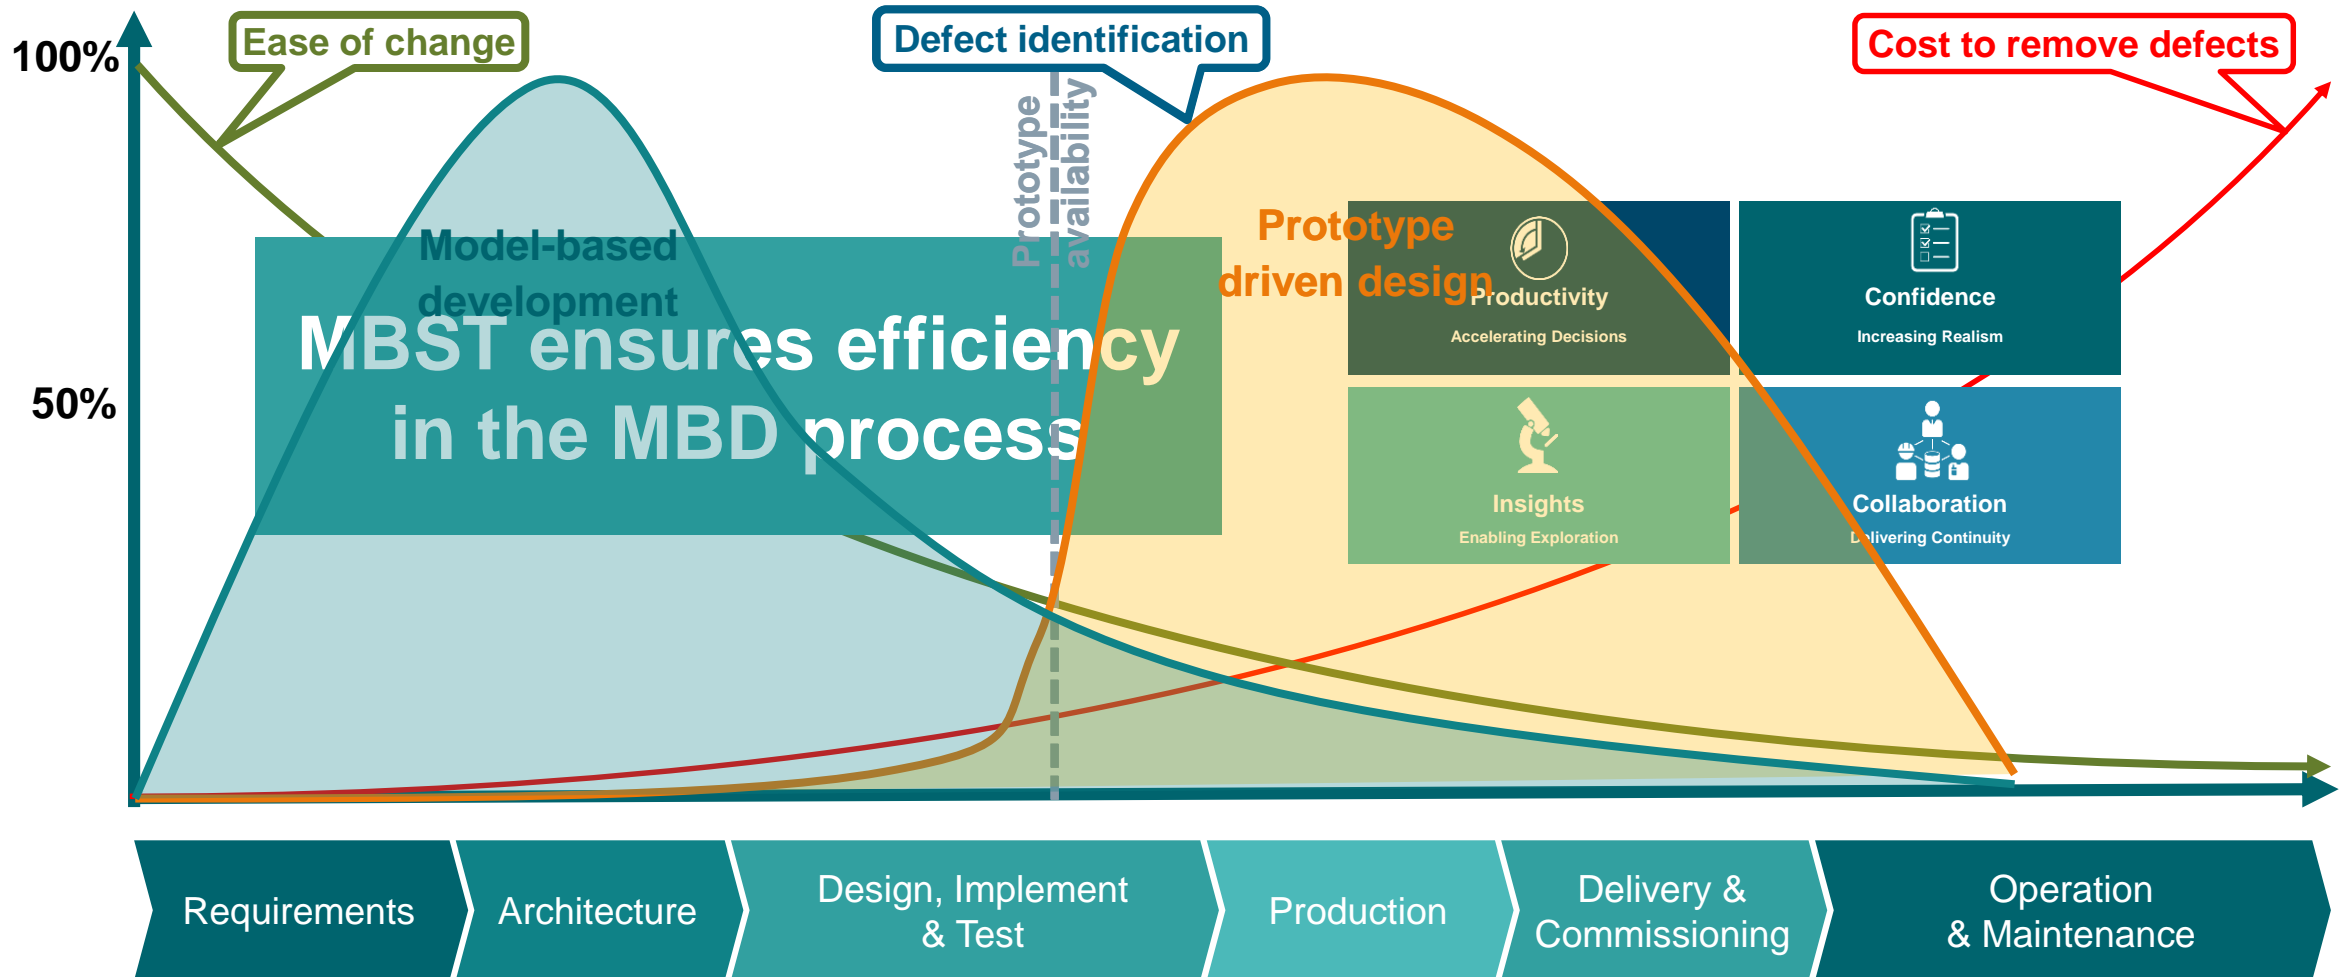 100%
Ease of change
Defect identification
Cost to remove defects
Prototype
availability
Model-based
development
Prototype
driven design
MBST ensures efficiency
in the MBD process
50%
Productivity
Accelerating Decisions
Confidence
Increasing Realism
Insights
Enabling Exploration
Collaboration
Delivering Continuity
Requirements
Architecture
Design, Implement
& Test
Production
Delivery &
Commissioning
Operation
& Maintenance